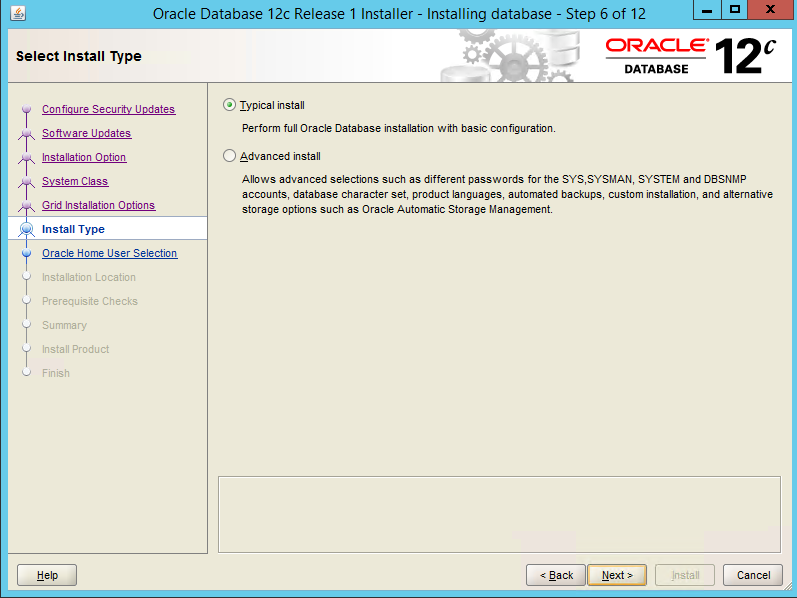 Oracle Database 12c Release 1 Installer - Installing database - Step 6 of 12
Select Install Type
ORACLE®
DATABASE
12c
Configure Security Updates
Software Updates
Installation Option
System Class
Grid Installation Options
Install Type
Oracle Home User Selection
Installation Location
Prerequisite Checks
Summary
Install Product
Finish
Typical install
Perform full Oracle Database installation with basic configuration.
Advanced install
Allows advanced selections such as different passwords for the SYS,SYSMAN, SYSTEM and DBSNMP
accounts, database character set, product languages, automated backups, custom installation, and alternative
storage options such as Oracle Automatic Storage Management.
Help
< Back
Next >
Install
Cancel